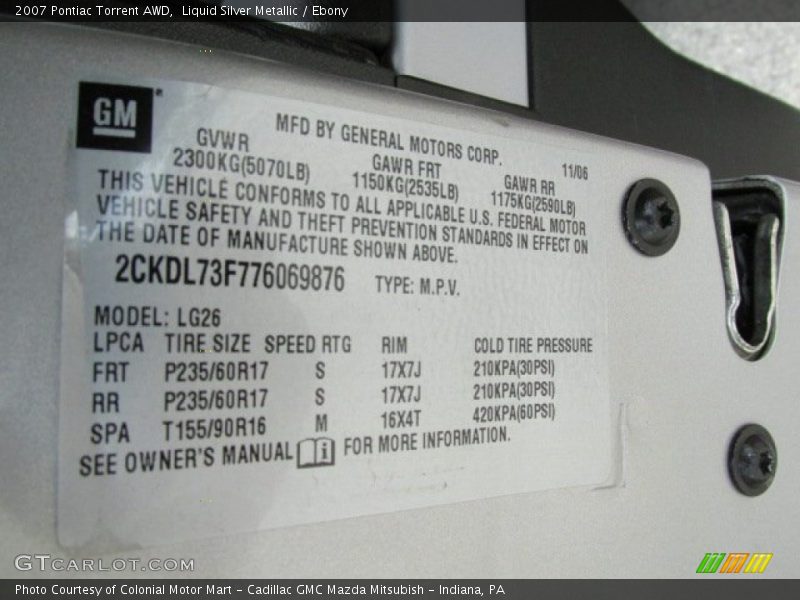 2007 Pontiac Torrent AWD, Liquid Silver Metallic / Ebony
GM
MFD BY GENERAL MOTORS CORP.
11/06
GVWR
GAWR FRT
GAWR RR
2300KG(5070LB)
1150KG(2535LB)
1175KG(2590LB)
THIS VEHICLE CONFORMS TO ALL APPLICABLE U.S. FEDERAL MOTOR
VEHICLE SAFETY AND THEFT PREVENTION STANDARDS IN EFFECT ON
THE DATE OF MANUFACTURE SHOWN ABOVE.
2CKDL73F776069876 TYPE: M.P.V.
MODEL: LG26
LPCA TIRE SIZE SPEED RTG RIM COLD TIRE PRESSURE
FRT P235/60R17 S 17X7J 210KPA(30PSI)
RR P235/60R17 S 17X7J 210KPA(30PSI)
SPA T155/90R16 M 16X4T 420KPA(60PSI)
SEE OWNER'S MANUAL i FOR MORE INFORMATION.
GTCARLOT.COM
Photo Courtesy of Colonial Motor Mart - Cadillac GMC Mazda Mitsubish - Indiana, PA